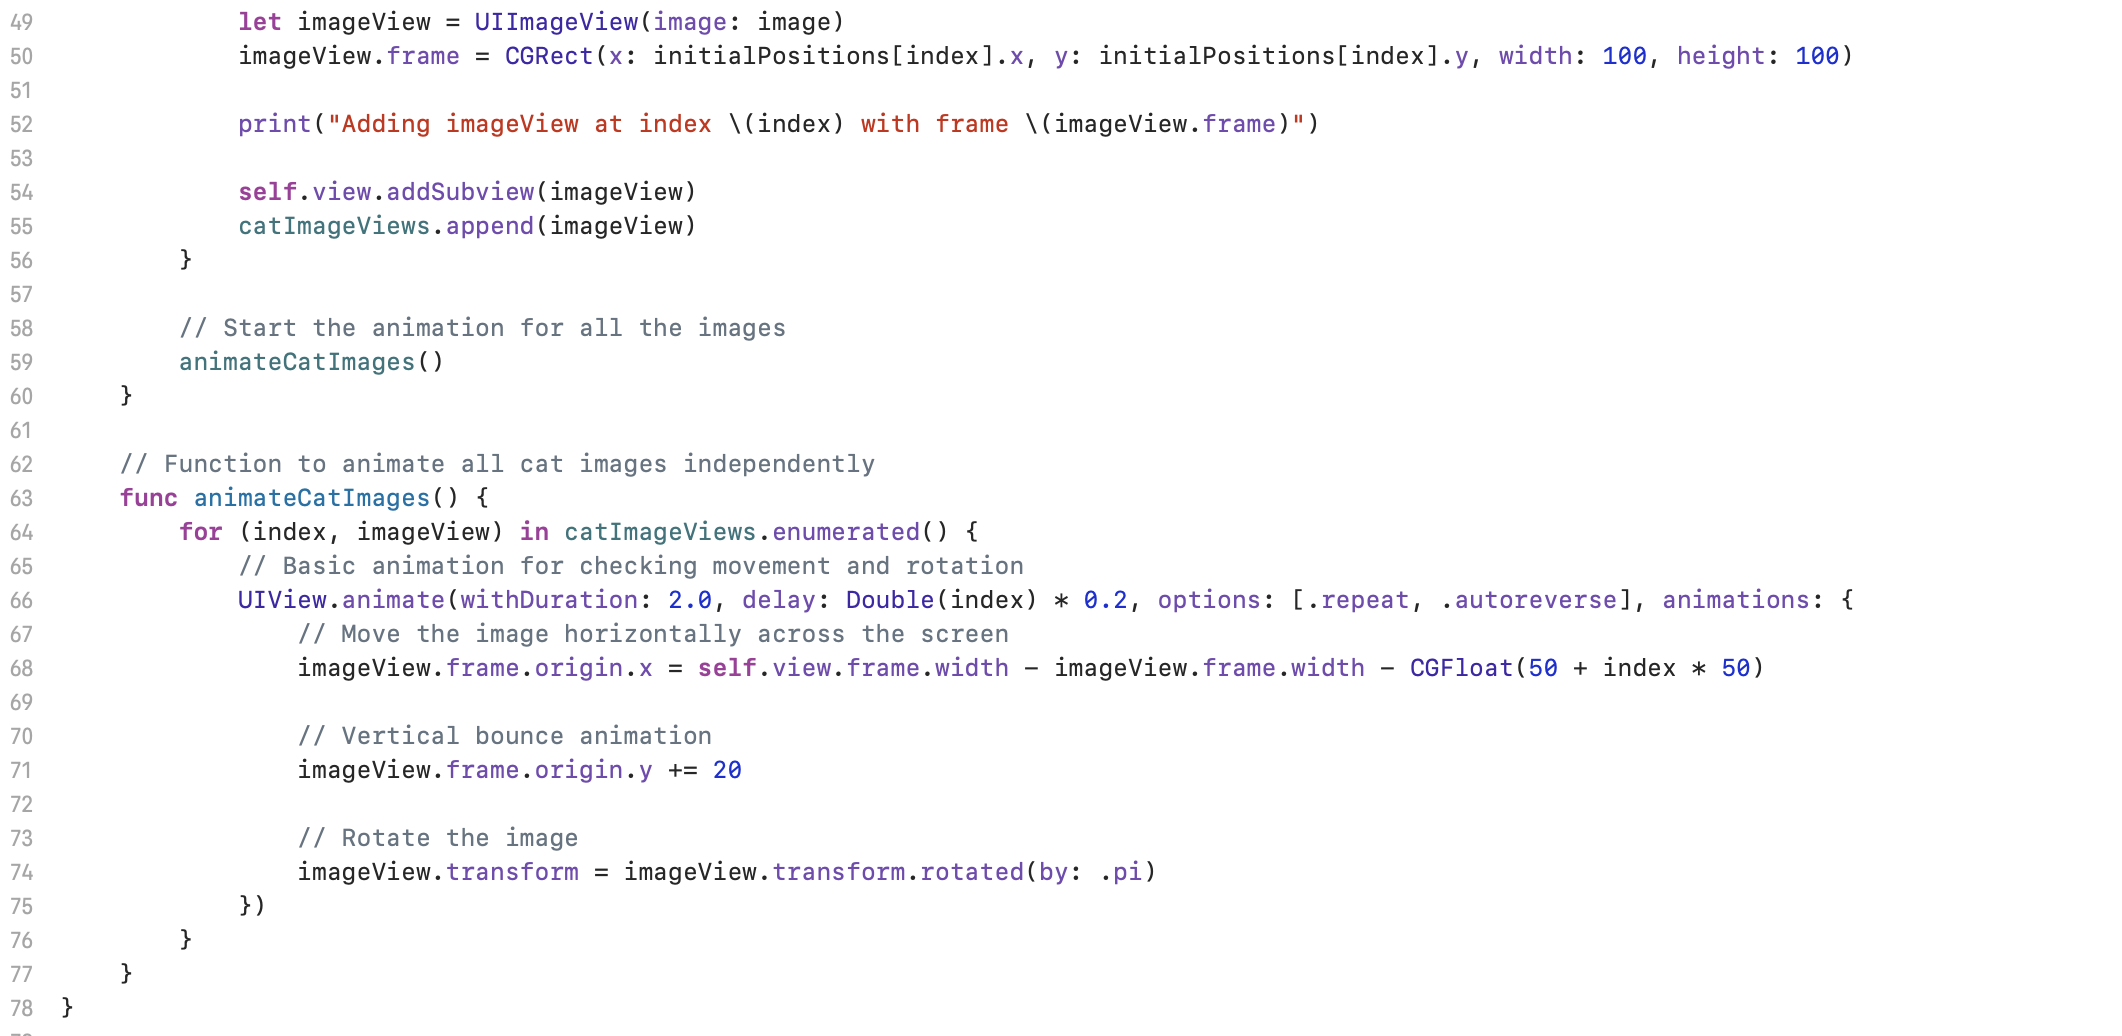 49 let imageView = UIImageView(image: image)
50 imageView.frame = CGRect(x: initialPositions[index].x, y: initialPositions[index].y, width: 100, height: 100)
51
52 print("Adding imageView at index \(index) with frame \(imageView.frame)")
53
54 self.view.addSubview(imageView)
55 catImageViews.append(imageView)
56 }
57
58 // Start the animation for all the images
59 animateCatImages()
60 }
61
62 // Function to animate all cat images independently
63 func animateCatImages() {
64 for (index, imageView) in catImageViews.enumerated() {
65 // Basic animation for checking movement and rotation
66 UIView.animate(withDuration: 2.0, delay: Double(index) * 0.2, options: [.repeat, .autoreverse], animations: {
67 // Move the image horizontally across the screen
68 imageView.frame.origin.x = self.view.frame.width - imageView.frame.width - CGFloat(50 + index * 50)
69
70 // Vertical bounce animation
71 imageView.frame.origin.y += 20
72
73 // Rotate the image
74 imageView.transform = imageView.transform.rotated(by: .pi)
75 })
76 }
77 }
78 }